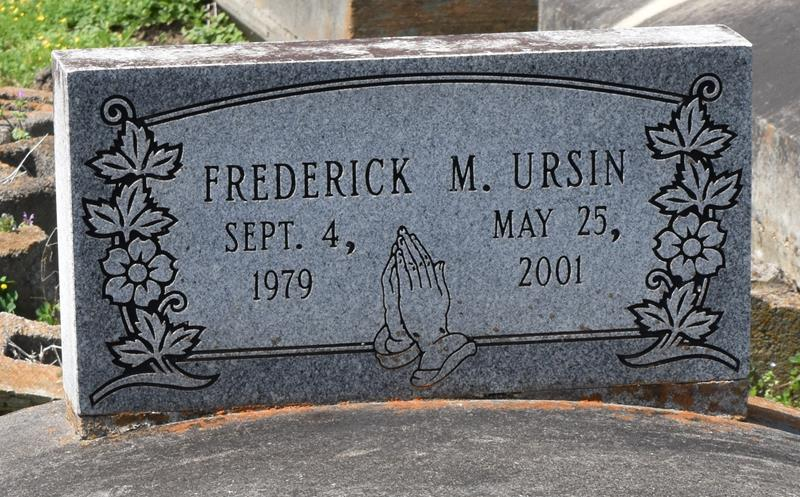 FREDERICK M. URSIN
SEPT. 4, MAY 25,
1979 2001